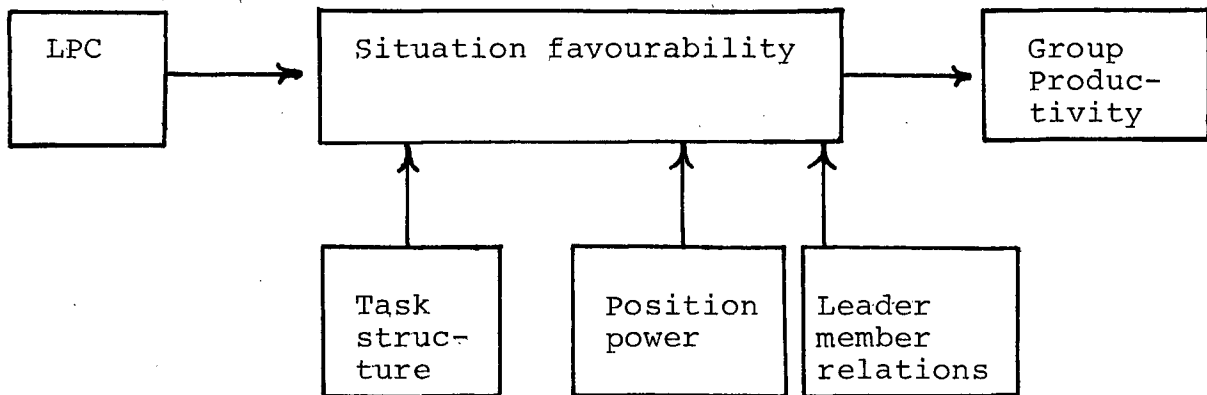 LPC
Situation favourability
Group
Produc-
tivity
Task
struc-
ture
Position
power
Leader
member
relations